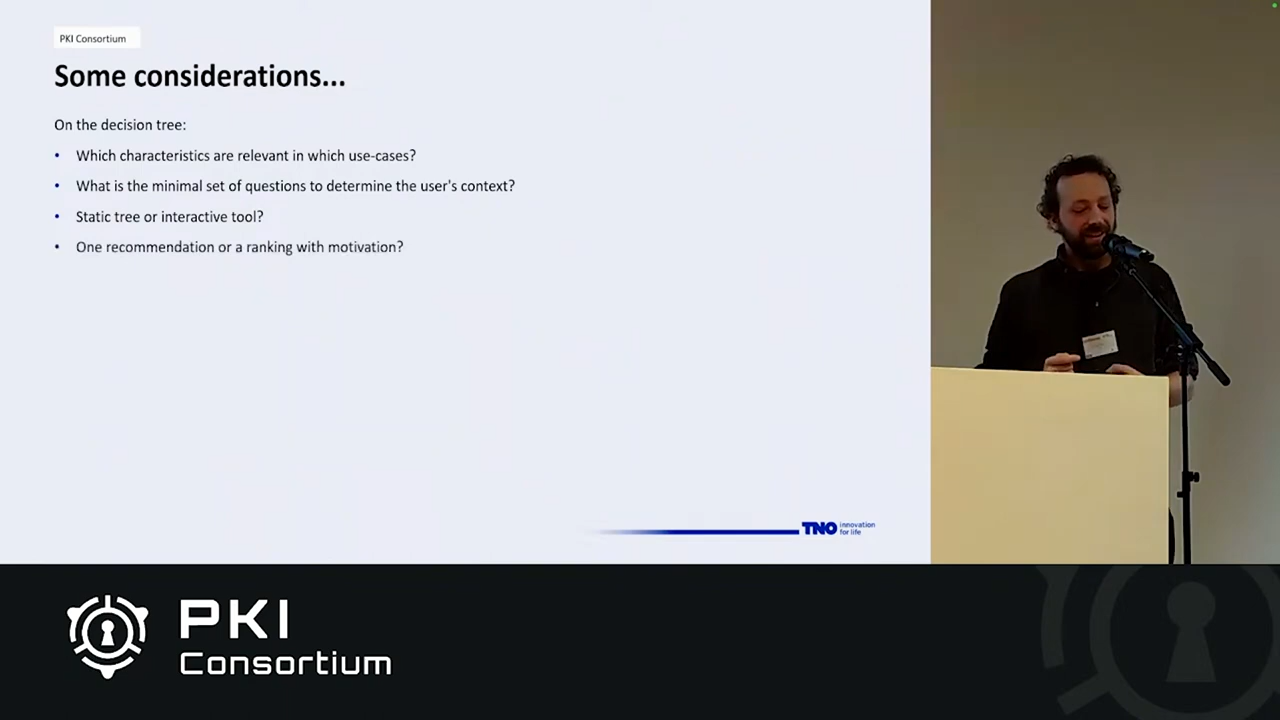 PKI Consortium
Some considerations...
On the decision tree:
• Which characteristics are relevant in which use-cases?
• What is the minimal set of questions to determine the user's context?
• Static tree or interactive tool?
• One recommendation or a ranking with motivation?
TNO innovation
for life
PKI
Consortium